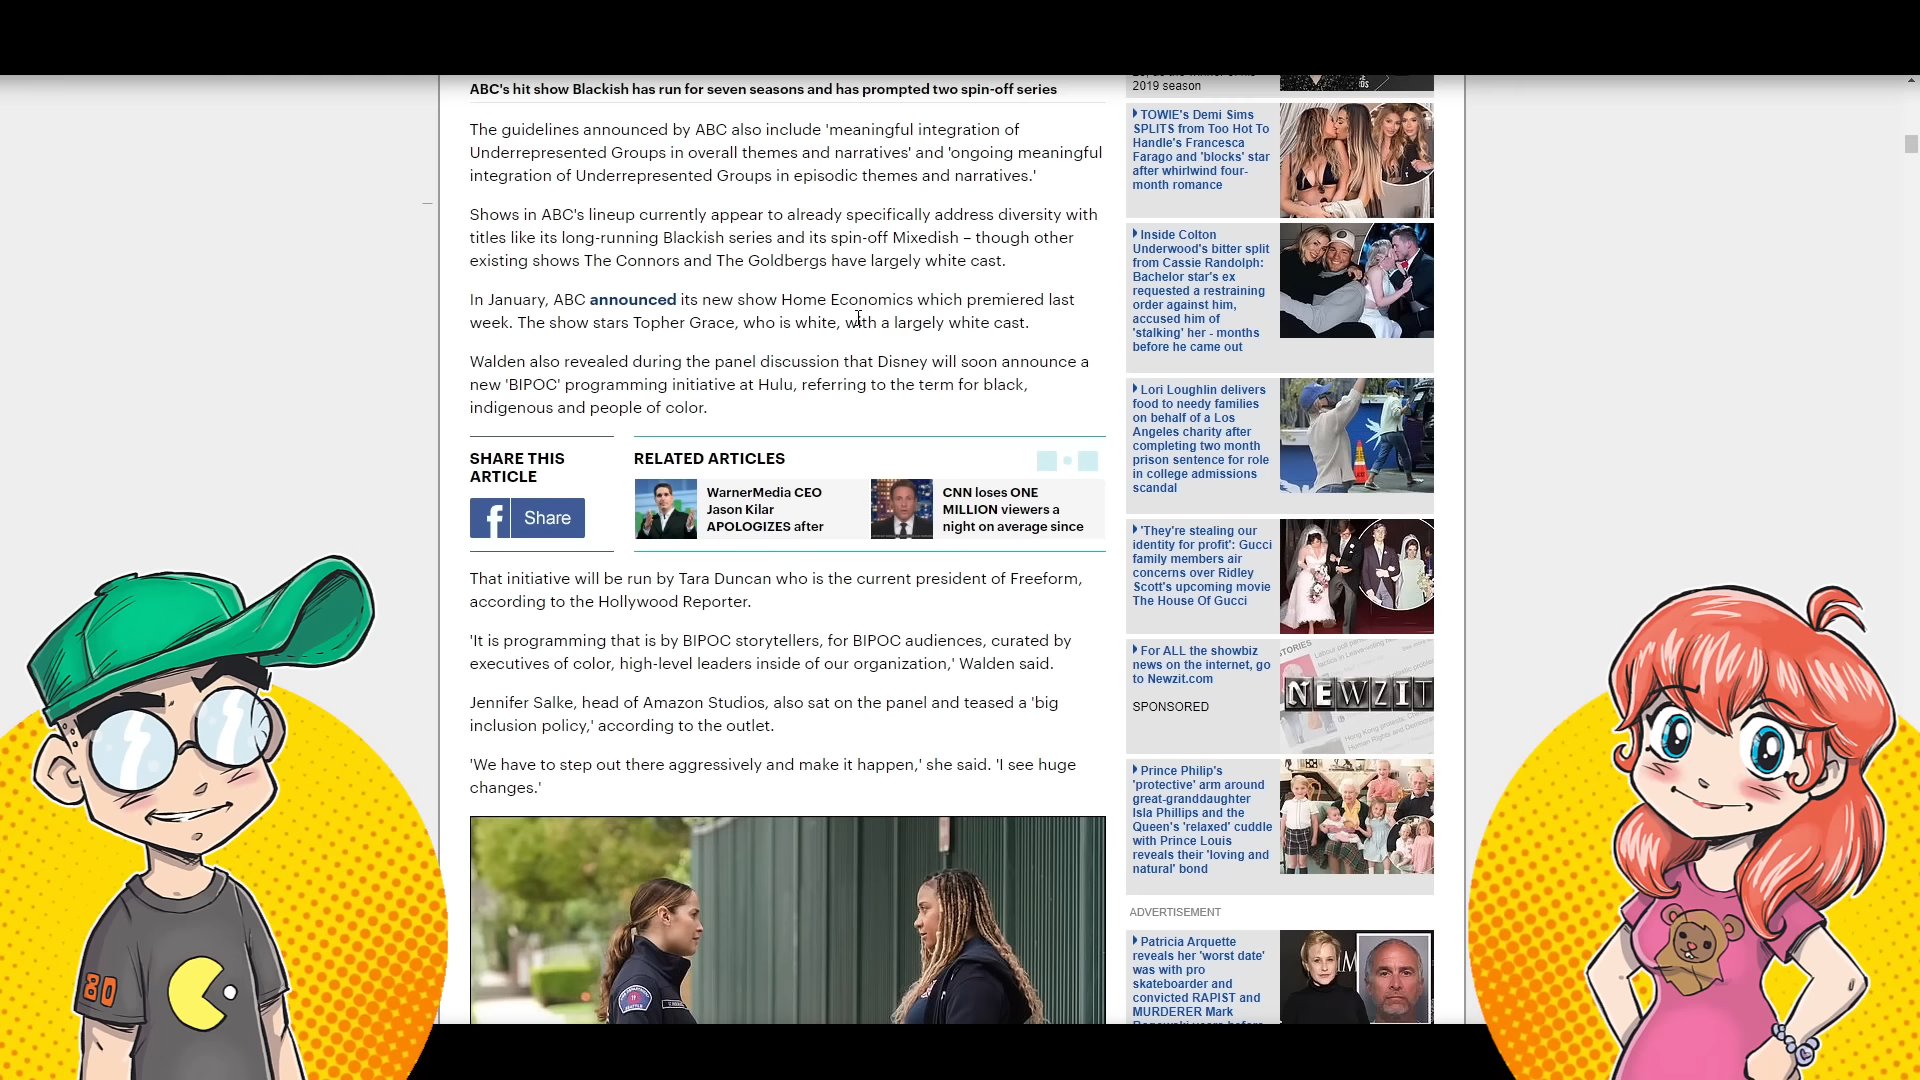 ABC's hit show Blackish has run for seven seasons and has prompted two spin-off series
The guidelines announced by ABC also include 'meaningful integration of
Underrepresented Groups in overall themes and narratives' and 'ongoing meaningful
integration of Underrepresented Groups in episodic themes and narratives.'
Shows in ABC's lineup currently appear to already specifically address diversity with
titles like its long-running Blackish series and its spin-off Mixedish – though other
existing shows The Connors and The Goldbergs have largely white cast.
In January, ABC announced its new show Home Economics which premiered last
week. The show stars Topher Grace, who is white, with a largely white cast.
Walden also revealed during the panel discussion that Disney will soon announce a
new 'BIPOC' programming initiative at Hulu, referring to the term for black,
indigenous and people of color.
SHARE THIS
ARTICLE
Share
RELATED ARTICLES
WarnerMedia CEO
Jason Kilar
APOLOGIZES after
CNN loses ONE
MILLION viewers a
night on average since
That initiative will be run by Tara Duncan who is the current president of Freeform,
according to the Hollywood Reporter.
'It is programming that is by BIPOC storytellers, for BIPOC audiences, curated by
executives of color, high-level leaders inside of our organization,' Walden said.
Jennifer Salke, head of Amazon Studios, also sat on the panel and teased a 'big
inclusion policy,' according to the outlet.
'We have to step out there aggressively and make it happen,' she said. 'I see huge
changes.'
2019 season
TOWIE's Demi Sims
SPLITS from Too Hot To
Handle's Francesca
Farago and 'blocks' star
after whirlwind four-
month romance
Inside Colton
Underwood's bitter split
from Cassie Randolph:
Bachelor star's ex
requested a restraining
order against him,
accused him of
'stalking' her - months
before he came out
Lori Loughlin delivers
food to needy families
on behalf of a Los
Angeles charity after
completing two month
prison sentence for role
in college admissions
scandal
'They're stealing our
identity for profit': Gucci
family members air
concerns over Ridley
Scott's upcoming movie
The House Of Gucci
For ALL the showbiz
news on the internet, go
to Newzit.com
SPONSORED
NEWZIT
Prince Philip's
'protective' arm around
great-granddaughter
Isla Phillips and the
Queen's 'relaxed' cuddle
with Prince Louis
reveals their 'loving and
natural' bond
ADVERTISEMENT
Patricia Arquette
reveals her 'worst date'
was with pro
skateboarder and
convicted RAPIST and
MURDERER Mark
80